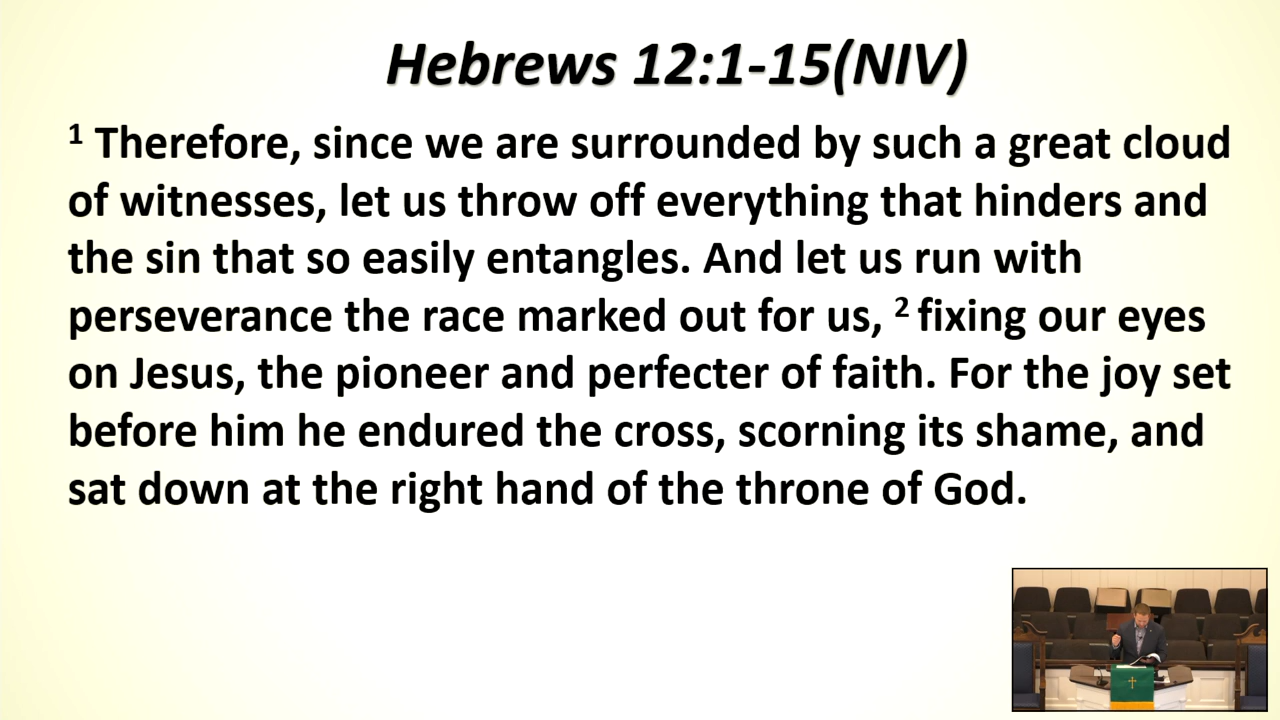 Hebrews 12:1-15(NIV)
1 Therefore, since we are surrounded by such a great cloud
of witnesses, let us throw off everything that hinders and
the sin that so easily entangles. And let us run with
perseverance the race marked out for us, 2 fixing our eyes
on Jesus, the pioneer and perfecter of faith. For the joy set
before him he endured the cross, scorning its shame, and
sat down at the right hand of the throne of God.